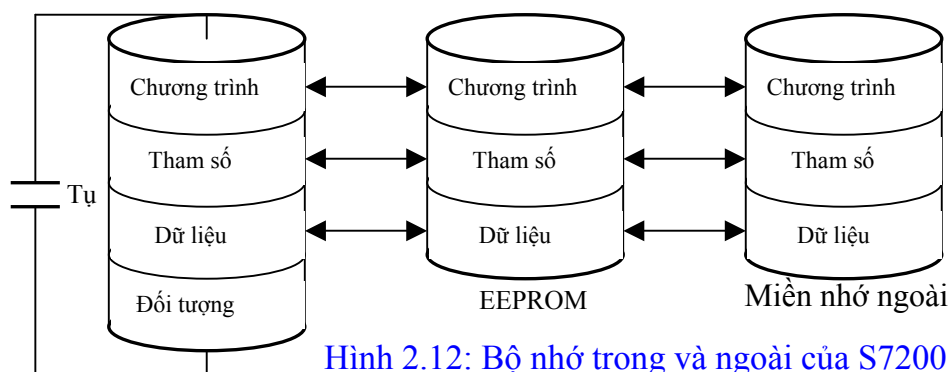 Chương trình
Chương trình
Chương trình
Tham số
Tham số
Tham số
Tụ
Dữ liệu
Dữ liệu
Dữ liệu
Đối tượng
EEPROM
Miền nhớ ngoài
Hình 2.12: Bộ nhớ trong và ngoài của S7200